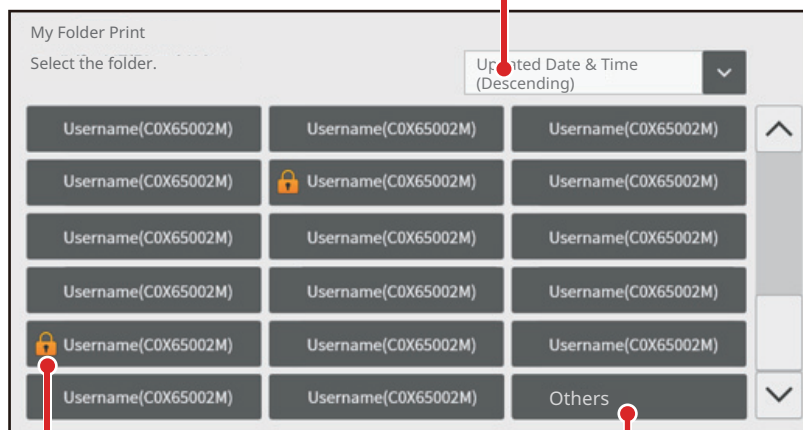 My Folder Print
Select the folder.
Updated Date & Time
(Descending)
Username(C0X65002M) Username(C0X65002M) Username(C0X65002M)
Username(C0X65002M) Username(C0X65002M) Username(C0X65002M)
Username(C0X65002M) Username(C0X65002M) Username(C0X65002M)
Username(C0X65002M) Username(C0X65002M) Username(C0X65002M)
Username(C0X65002M) Username(C0X65002M) Username(C0X65002M)
Username(C0X65002M) Username(C0X65002M) Others